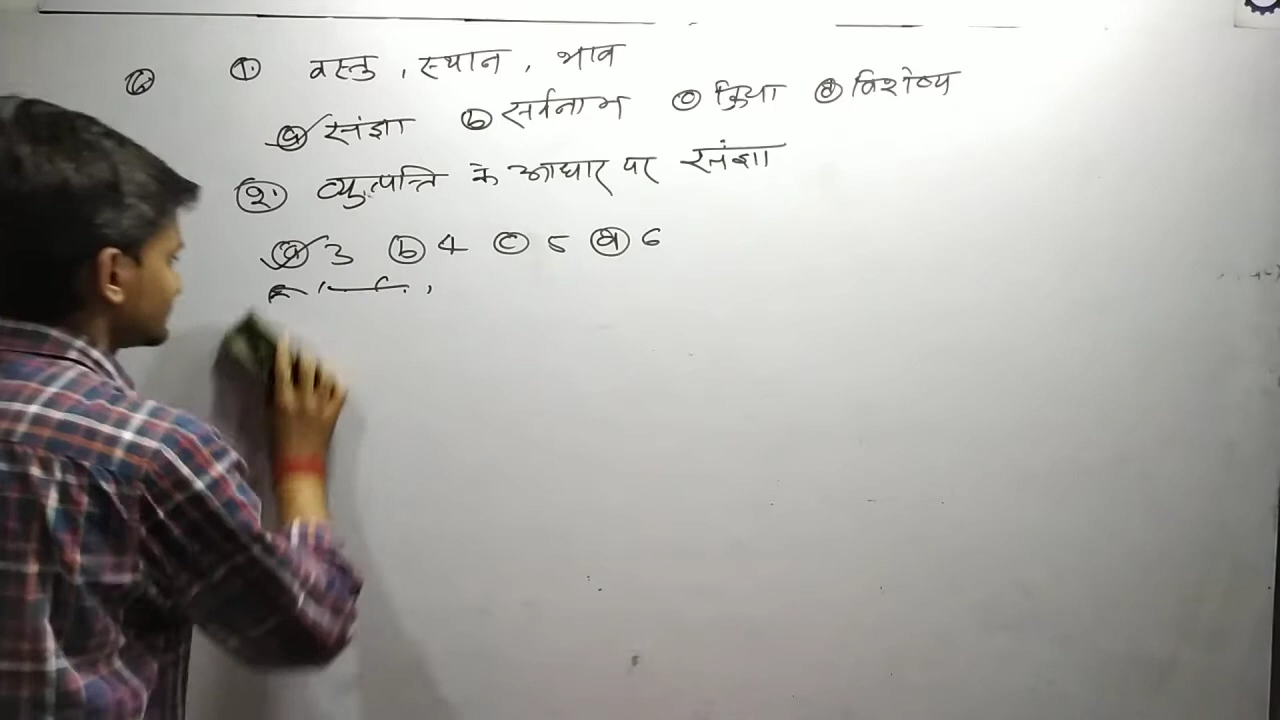 ① वस्तु, स्थान, भाव
ⓐ संज्ञा ⓑ सर्वनाम ⓒ क्रिया ⓓ विशेष्य
②. व्युत्पत्ति के आधार पर संज्ञा
ⓐ 3 ⓑ 4 ⓒ 5 ⓓ 6